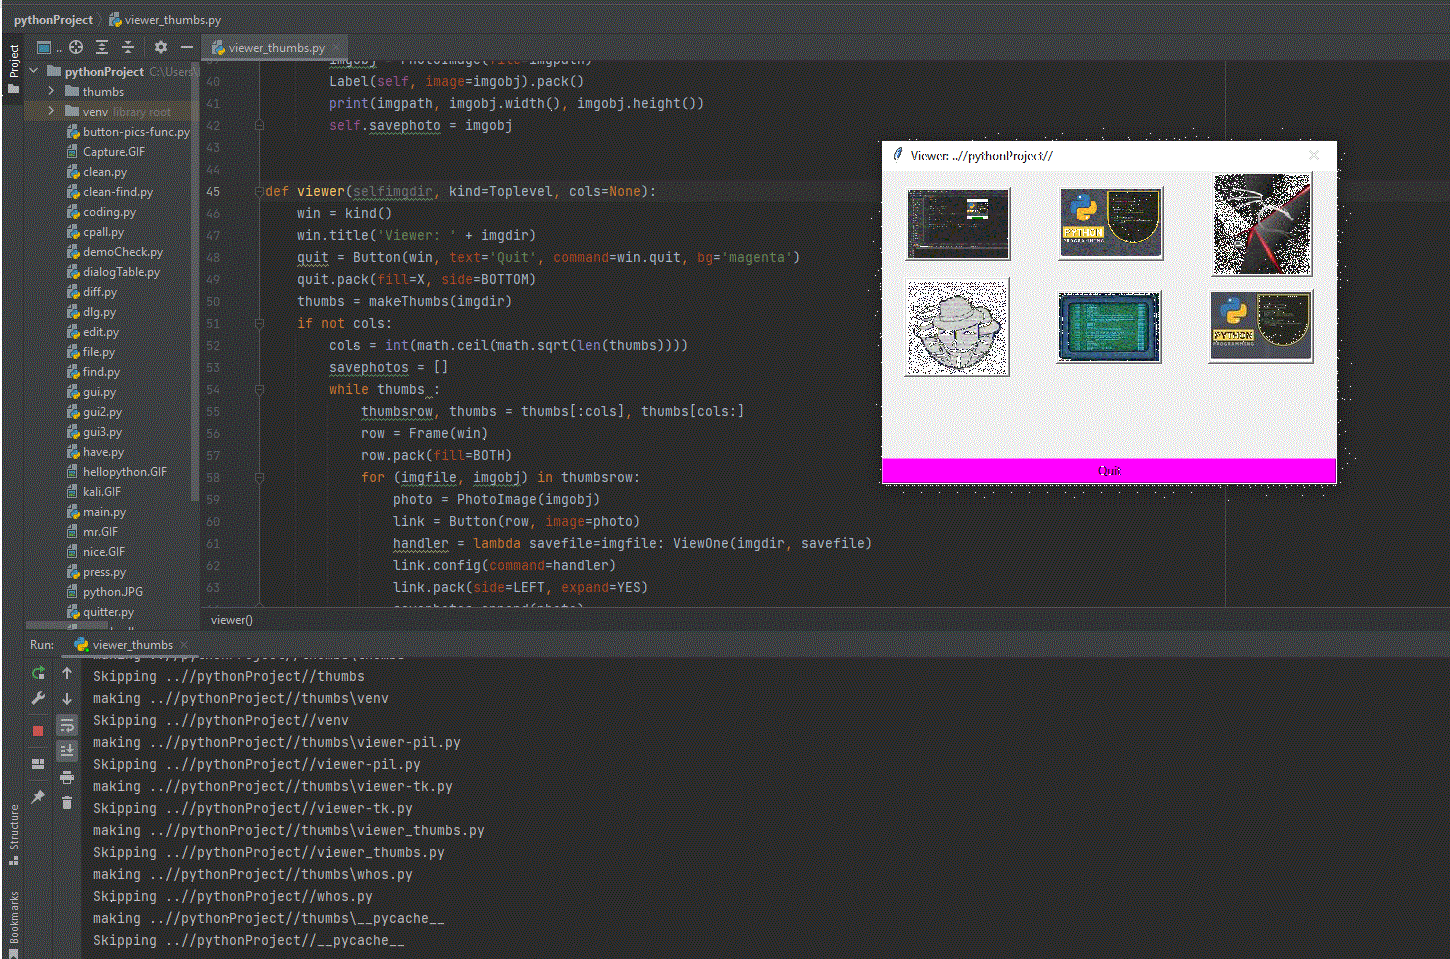 pythonProject viewer_thumbs.py
Project
..
viewer_thumbs.py
pythonProject C:\Users\
thumbs
venv library root
button-pics-func.py
Capture.GIF
clean.py
clean-find.py
coding.py
cpall.py
demoCheck.py
dialogTable.py
diff.py
dlg.py
edit.py
file.py
find.py
gui.py
gui2.py
gui3.py
have.py
hellopython.GIF
kali.GIF
main.py
mr.GIF
nice.GIF
press.py
python.JPG
quitter.py
imgobj = PhotoImage(file=imgpath)
40 Label(self, image=imgobj).pack()
41 print(imgpath, imgobj.width(), imgobj.height())
42 self.savephoto = imgobj
43
44
45 def viewer(selfimgdir, kind=Toplevel, cols=None):
46 win = kind()
47 win.title('Viewer: ' + imgdir)
48 quit = Button(win, text='Quit', command=win.quit, bg='magenta')
49 quit.pack(fill=X, side=BOTTOM)
50 thumbs = makeThumbs(imgdir)
51 if not cols:
52 cols = int(math.ceil(math.sqrt(len(thumbs))))
53 savephotos = []
54 while thumbs :
55 thumbsrow, thumbs = thumbs[:cols], thumbs[cols:]
56 row = Frame(win)
57 row.pack(fill=BOTH)
58 for (imgfile, imgobj) in thumbsrow:
59 photo = PhotoImage(imgobj)
60 link = Button(row, image=photo)
61 handler = lambda savefile=imgfile: ViewOne(imgdir, savefile)
62 link.config(command=handler)
63 link.pack(side=LEFT, expand=YES)
savephotos.append(photo)
viewer()
Viewer: ..//pythonProject//
PYTHON
PROGRAMMING
PYTHON
PROGRAMMING
Quit
Run: viewer_thumbs
Skipping ..//pythonProject//thumbs
making ..//pythonProject//thumbs\venv
Skipping ..//pythonProject//venv
making ..//pythonProject//thumbs\viewer-pil.py
Skipping ..//pythonProject//viewer-pil.py
making ..//pythonProject//thumbs\viewer-tk.py
Skipping ..//pythonProject//viewer-tk.py
making ..//pythonProject//thumbs\viewer_thumbs.py
Skipping ..//pythonProject//viewer_thumbs.py
making ..//pythonProject//thumbs\whos.py
Skipping ..//pythonProject//whos.py
making ..//pythonProject//thumbs\__pycache__
Skipping ..//pythonProject//__pycache__
Structure
Bookmarks